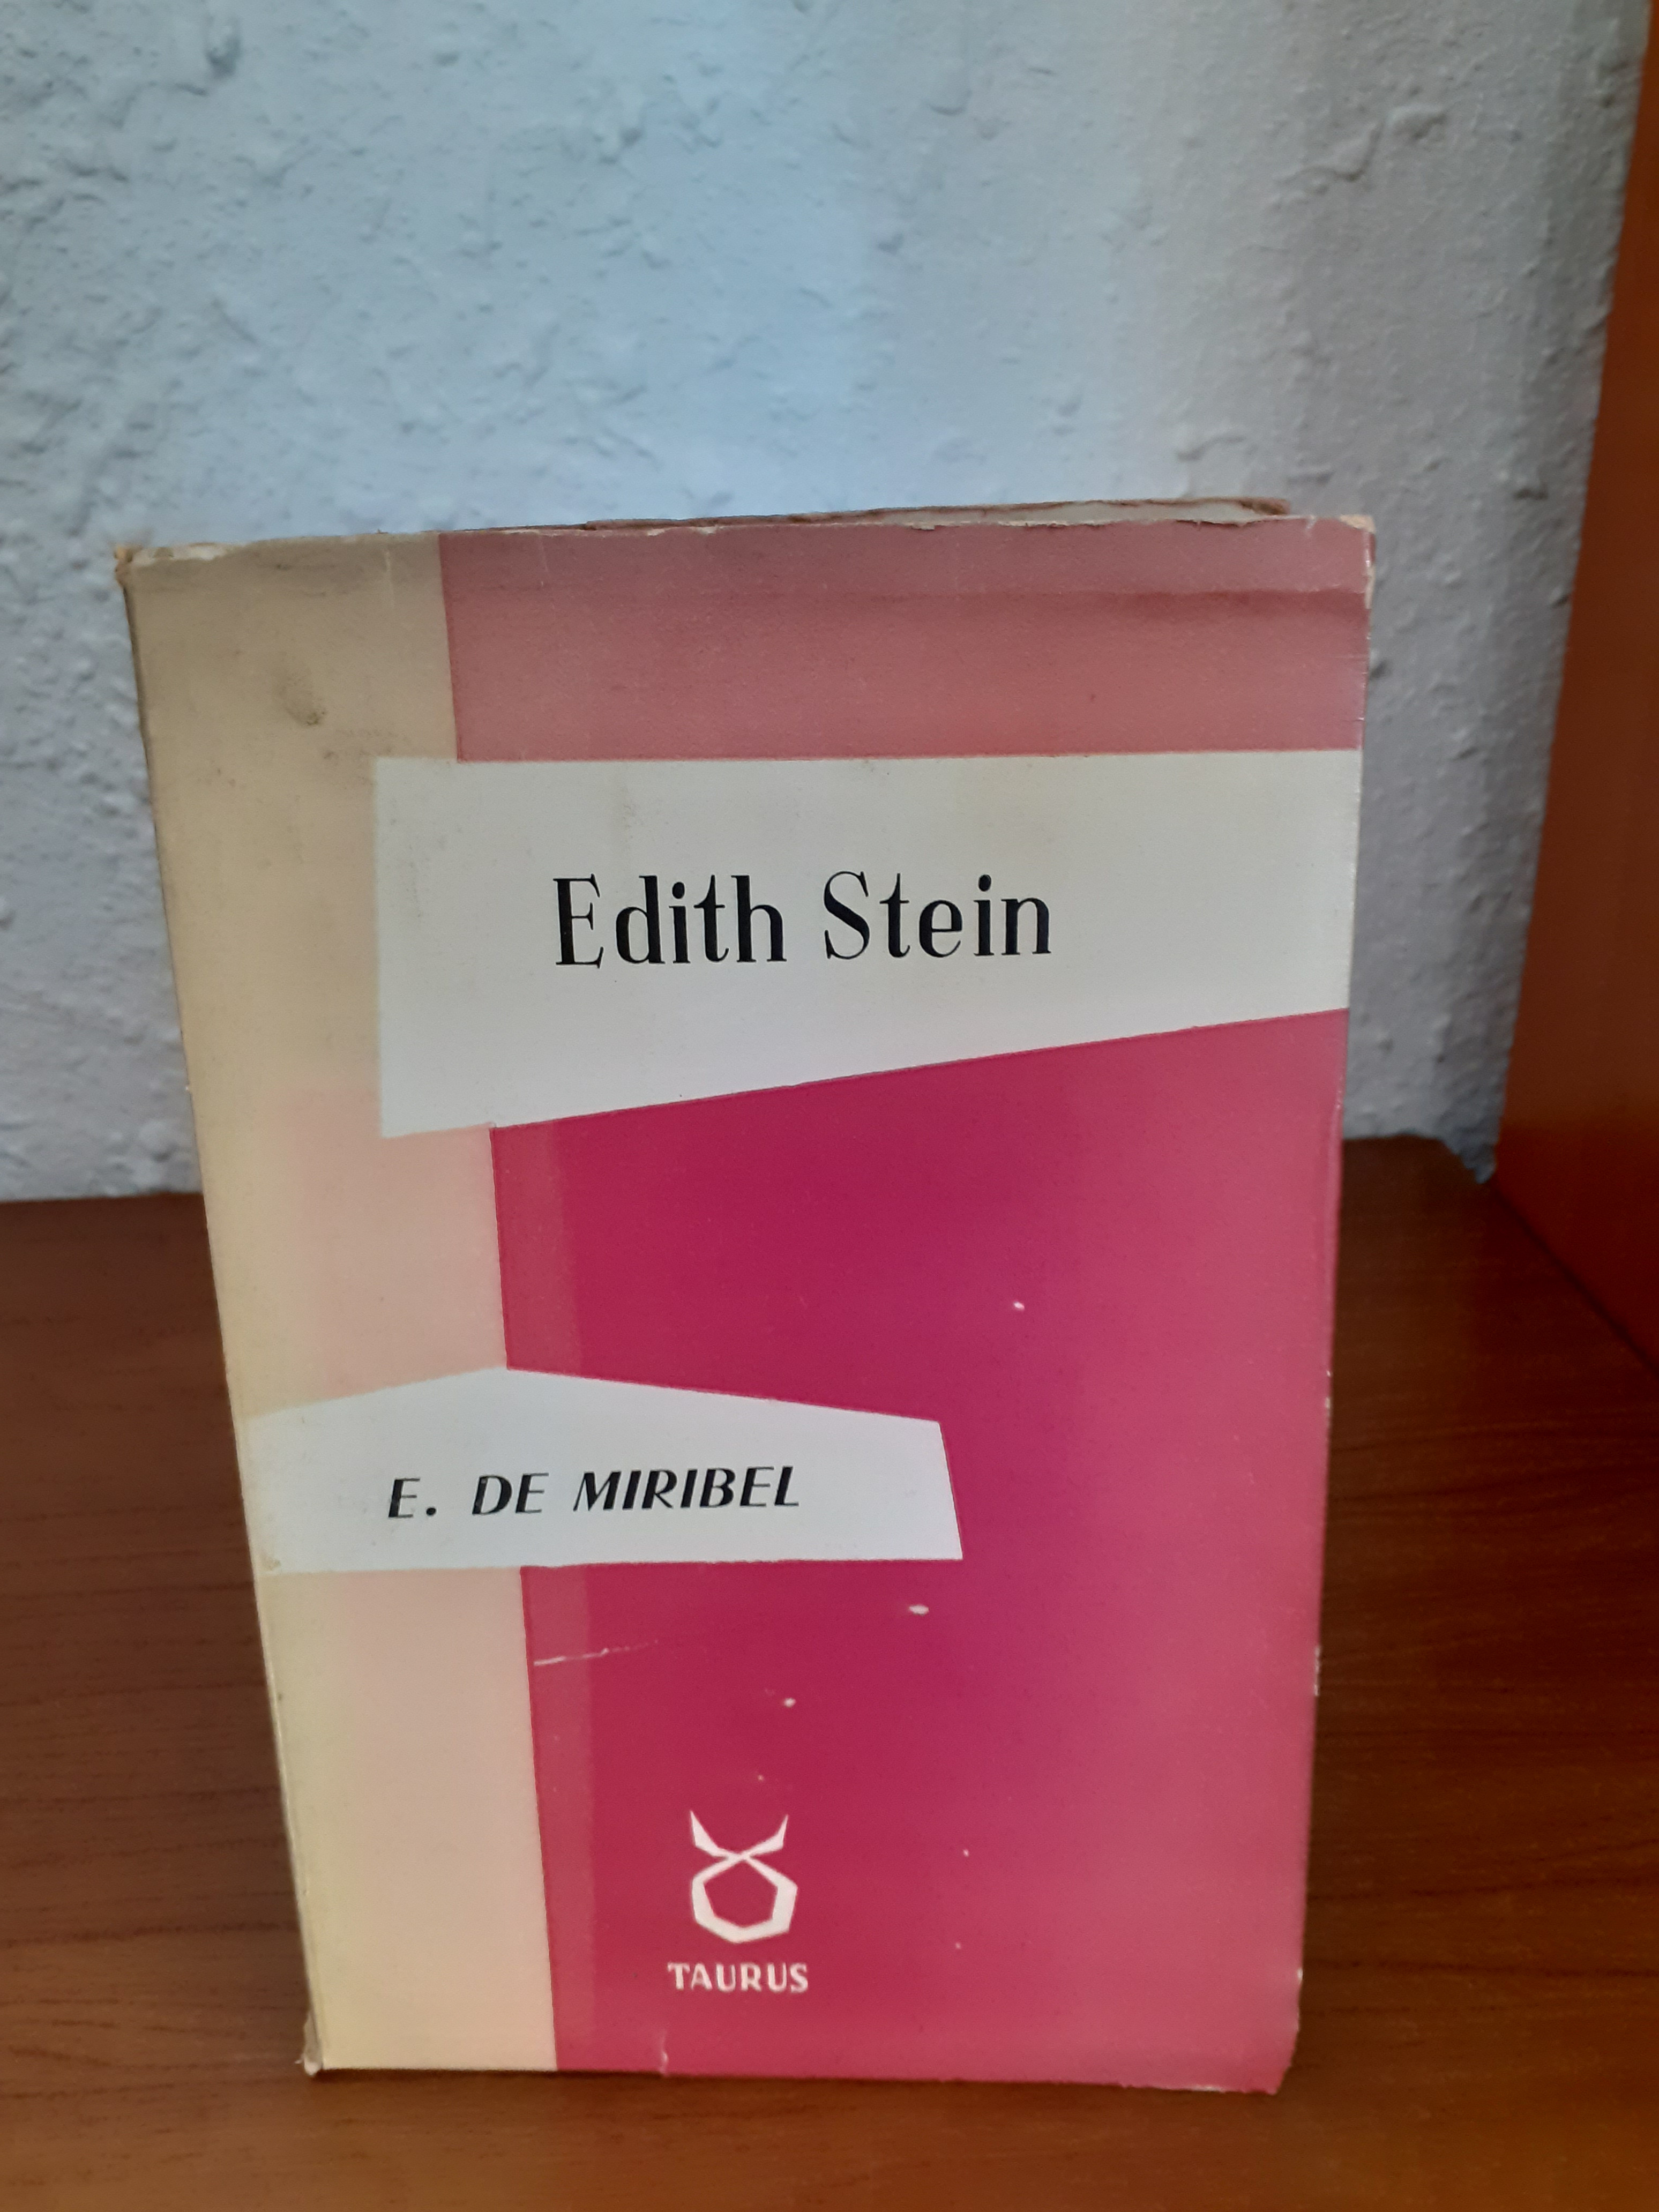 Edith Stein
E. DE MIRIBEL
TAURUS